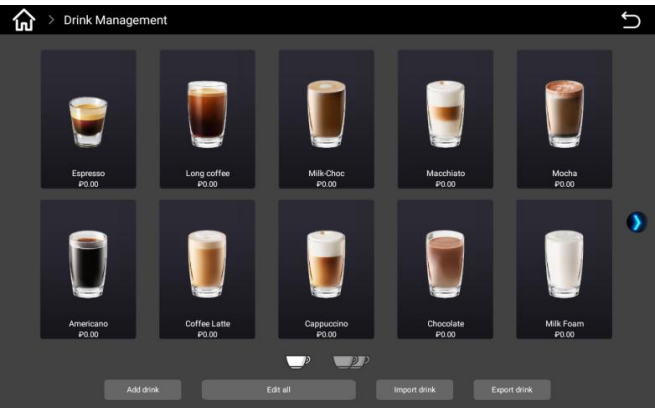 Drink Management
Espresso
₽0.00
Long coffee
₽0.00
Milk-Choc
₽0.00
Macchiato
₽0.00
Mocha
₽0.00
Americano
₽0.00
Coffee Latte
₽0.00
Cappuccino
₽0.00
Chocolate
₽0.00
Milk Foam
₽0.00
Add drink
Edit all
Import drink
Export drink